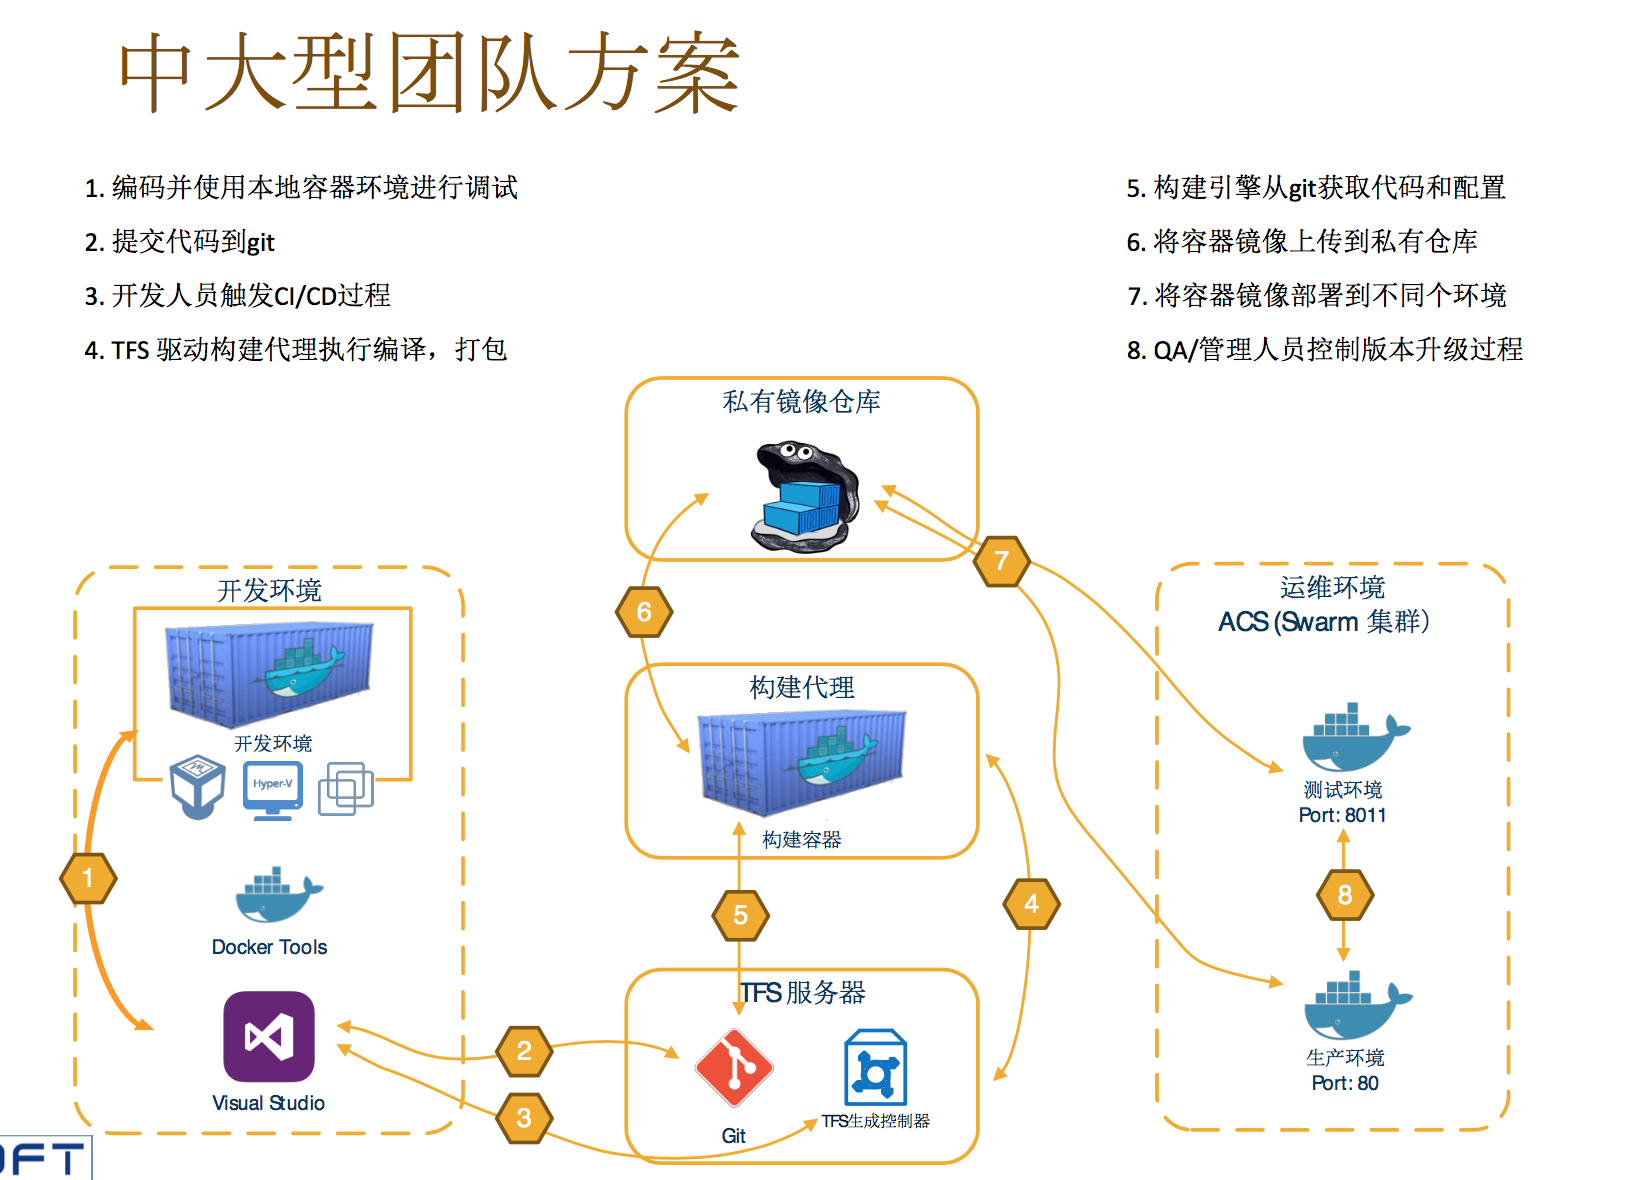 中大型团队方案
1. 编码并使用本地容器环境进行调试
2. 提交代码到git
3. 开发人员触发CI/CD过程
4. TFS 驱动构建代理执行编译，打包
5. 构建引擎从git获取代码和配置
6. 将容器镜像上传到私有仓库
7. 将容器镜像部署到不同个环境
8. QA/管理人员控制版本升级过程
私有镜像仓库
7
6
开发环境
开发环境
Hyper-V
1
Docker Tools
Visual Studio
构建代理
构建容器
5
4
2
3
TFS 服务器
Git
TFS生成控制器
运维环境
ACS (Swarm 集群）
测试环境
Port: 8011
8
生产环境
Port: 80
OFT